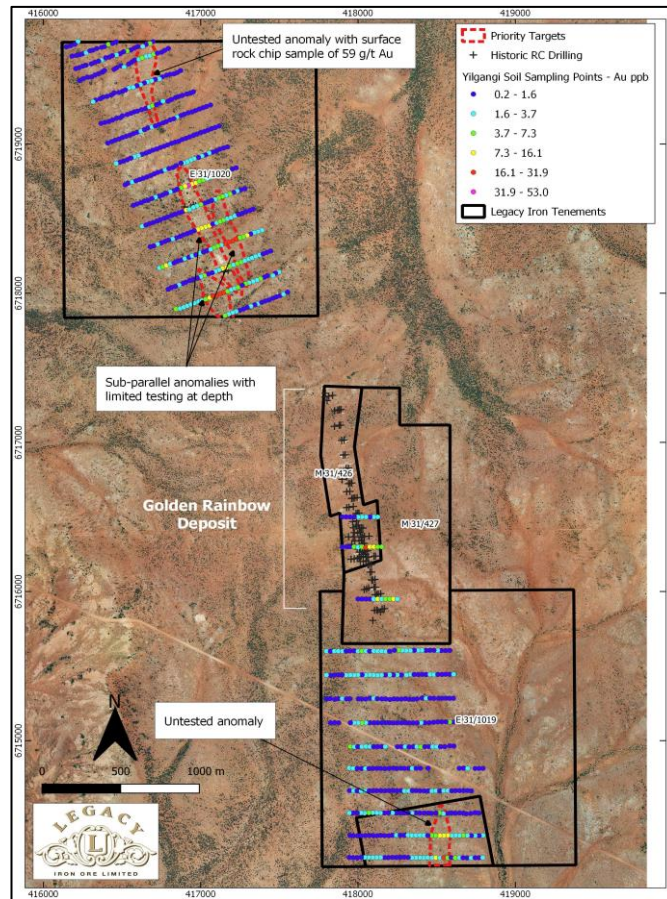 416000
417000
418000
419000
Untested anomaly with surface
rock chip sample of 59 g/t Au
Priority Targets
Historic RC Drilling
Yilgangi Soil Sampling Points - Au ppb
0.2 - 1.6
1.6 - 3.7
3.7 - 7.3
7.3 - 16.1
16.1 - 31.9
31.9 - 53.0
Legacy Iron Tenements
6719000
E 31/1020
6718000
Sub-parallel anomalies with
limited testing at depth
6717000
M 31/426
Golden Rainbow
Deposit
M 31/427
6716000
Untested anomaly
E 31/1019
6715000
N
0
500
1000 m
LEGACY
LI
IRON ORE LIMITED
416000
417000
418000
419000